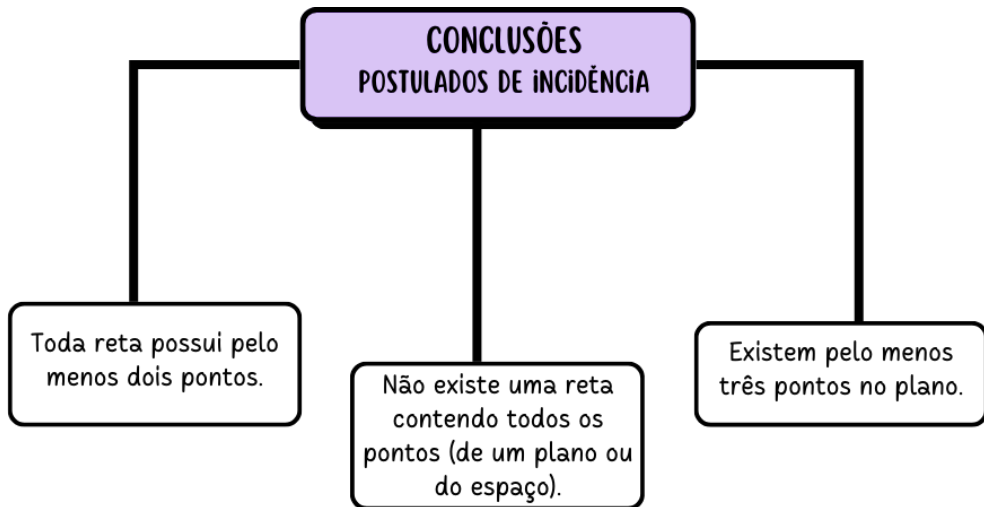 CONCLUSÕES
POSTULADOS DE INCIDÊNCIA
Toda reta possui pelo
menos dois pontos.
Não existe uma reta
contendo todos os
pontos (de um plano ou
do espaço).
Existem pelo menos
três pontos no plano.